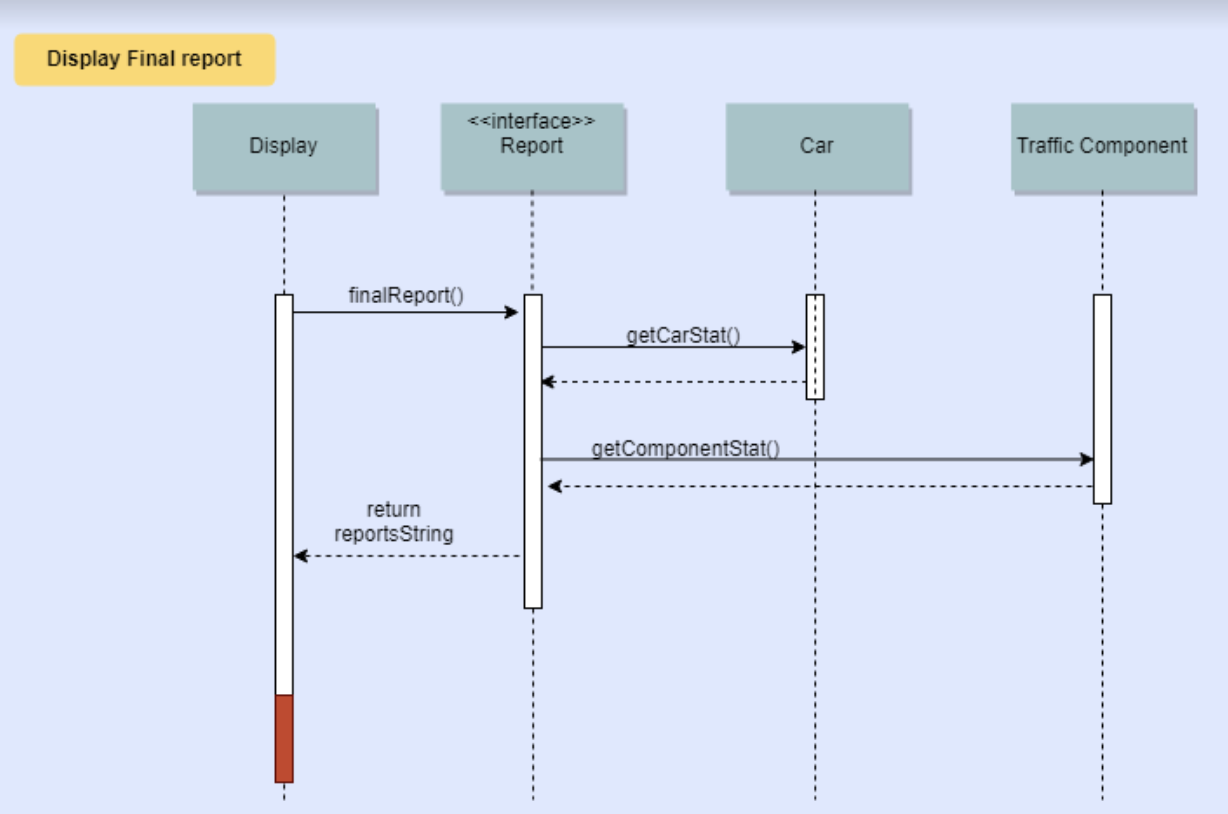 Display Final report
Display
<<interface>>
Report
Car
Traffic Component
finalReport()
getCarStat()
getComponentStat()
return
reportsString